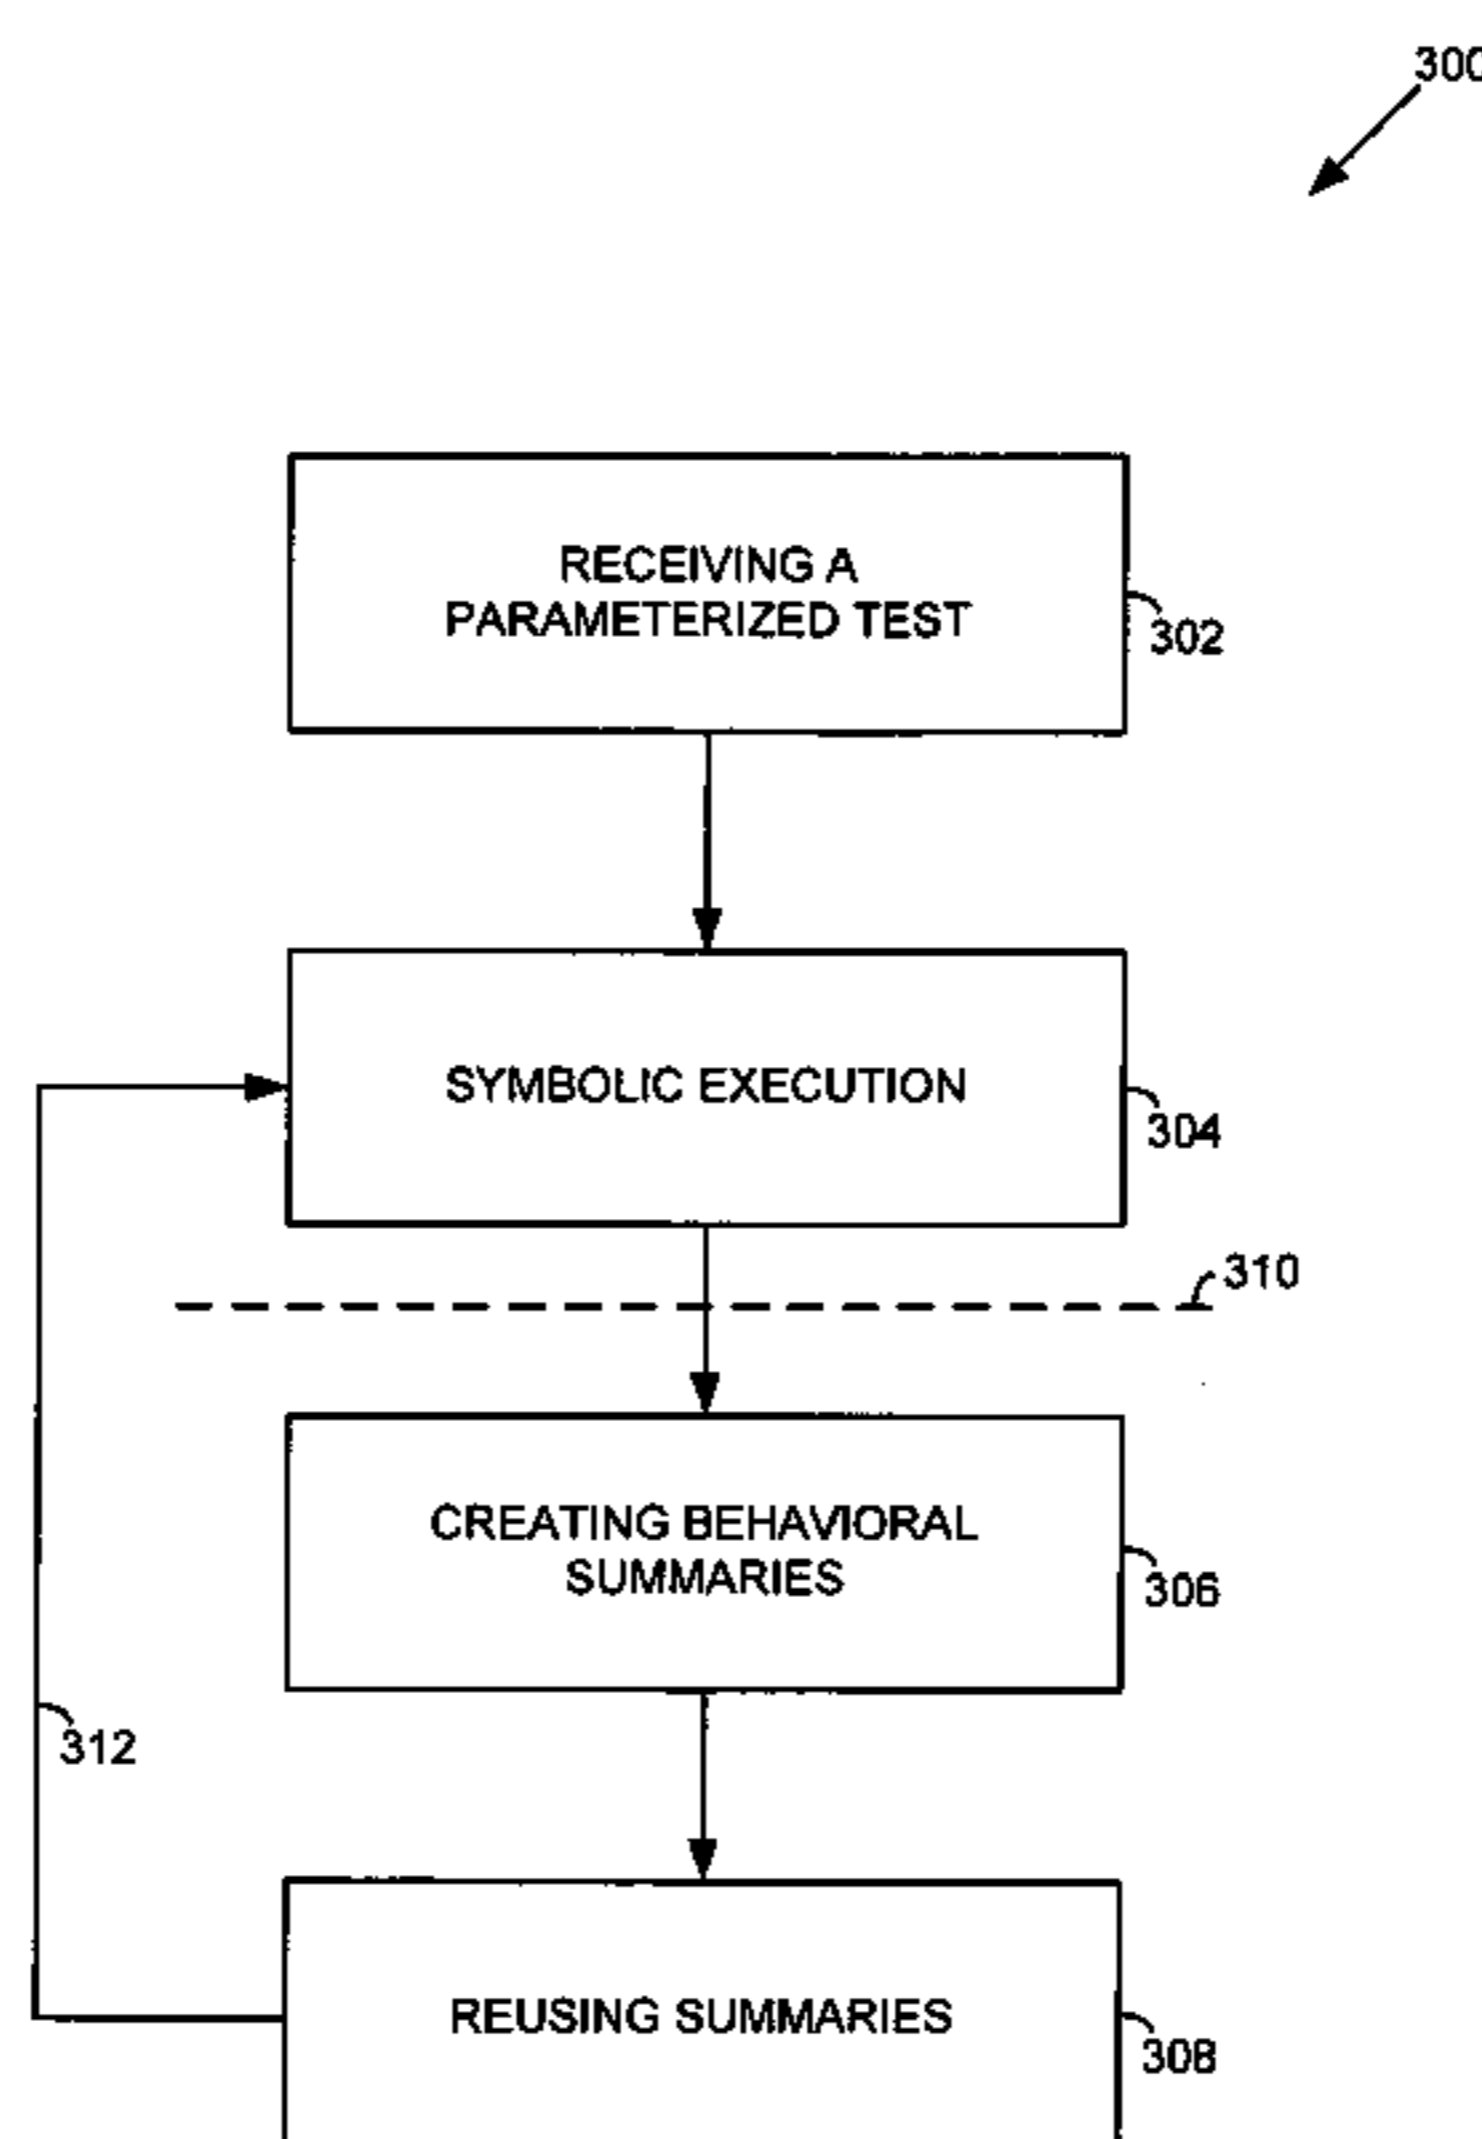 300
RECEIVING A
PARAMETERIZED TEST
302
SYMBOLIC EXECUTION
304
310
CREATING BEHAVIORAL
SUMMARIES
306
312
REUSING SUMMARIES
308